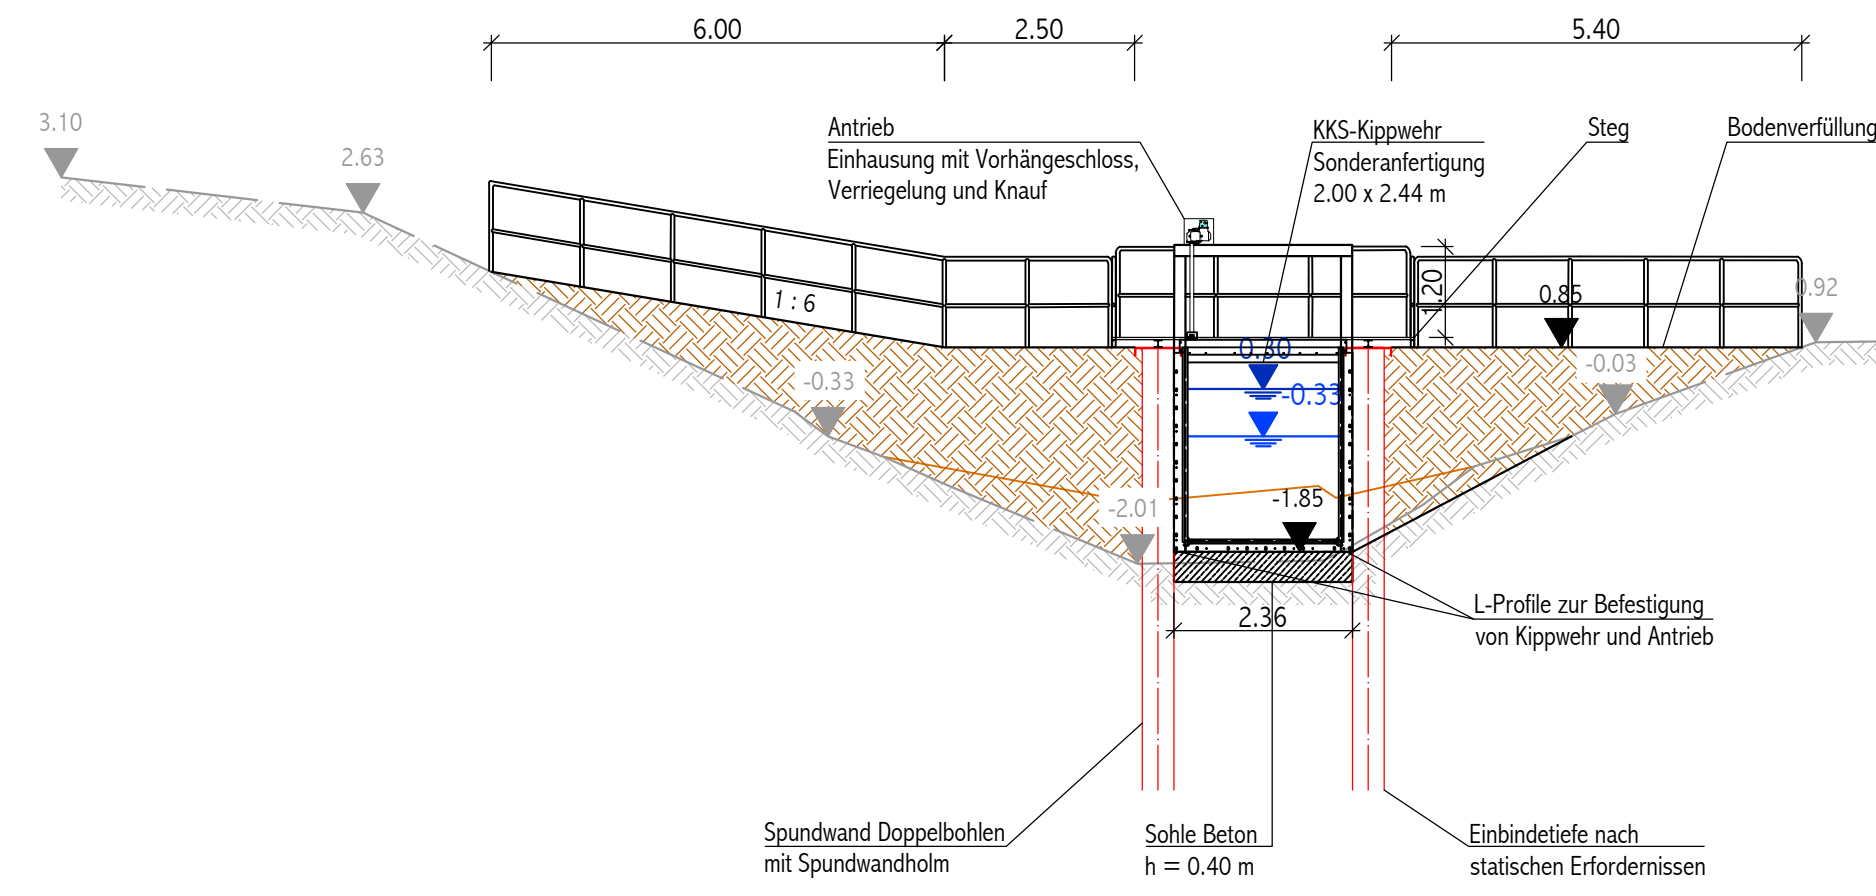 6.00
2.50
5.40
3.10
2.63
Antrieb
Einhausung mit Vorhängeschloss,
Verriegelung und Knauf
KKS-Kippwehr
Sonderanfertigung
2.00 x 2.44 m
Steg
Bodenverfüllung
1 : 6
1.20
0.85
0.92
0.30
-0.33
-0.33
-0.03
-2.01
-1.85
2.36
L-Profile zur Befestigung
von Kippwehr und Antrieb
Spundwand Doppelbohlen
mit Spundwandholm
Sohle Beton
h = 0.40 m
Einbindetiefe nach
statischen Erfordernissen